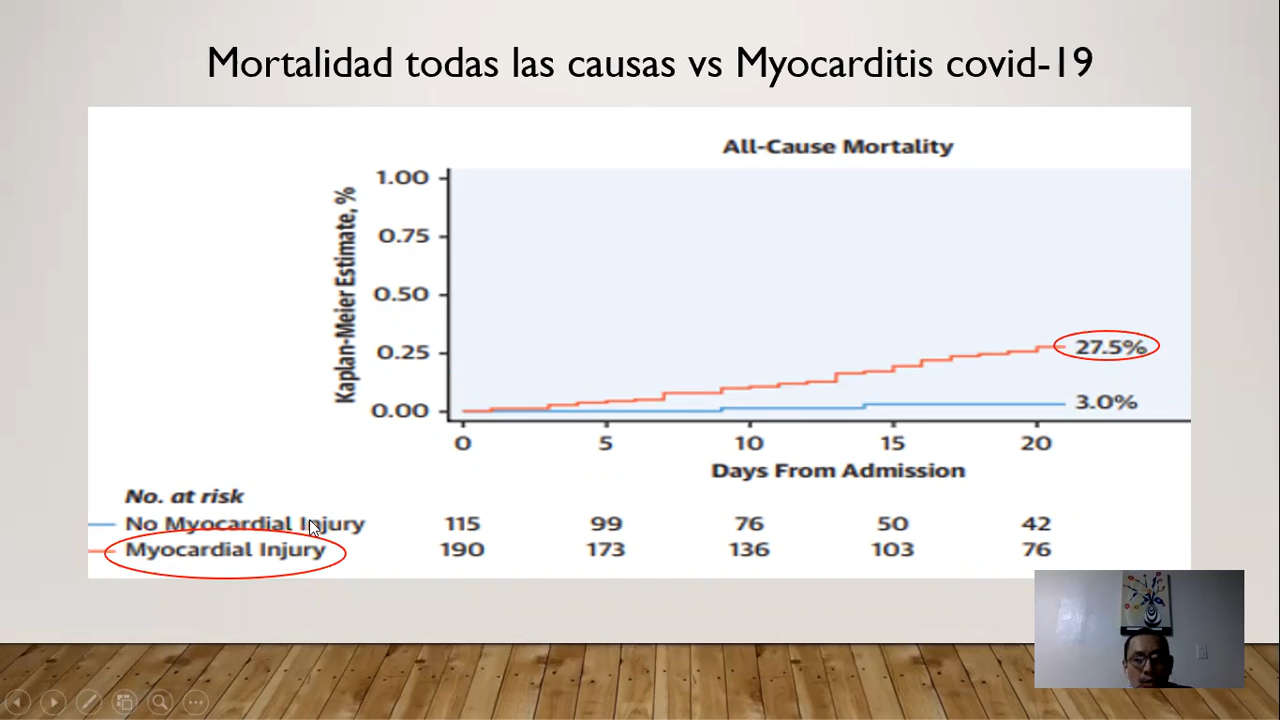 Mortalidad todas las causas vs Myocarditis covid-19
All-Cause Mortality
Kaplan-Meier Estimate, %
1.00
0.75
0.50
0.25
0.00
27.5%
3.0%
0 5 10 15 20
Days From Admission
No. at risk
No Myocardial Injury 115 99 76 50 42
Myocardial Injury 190 173 136 103 76